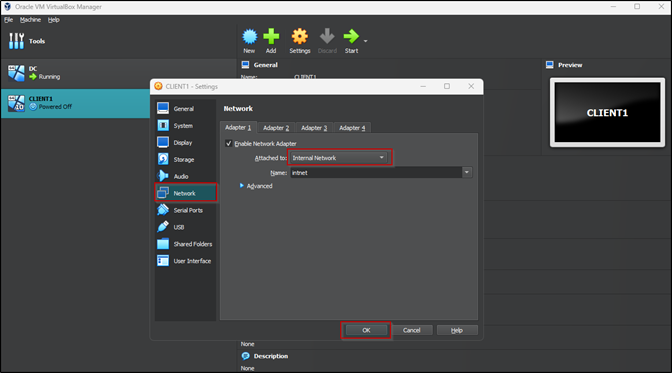 Oracle VM VirtualBox Manager
File Machine Help
Tools
New Add Settings Discard Start
DC
Running
CLIENT1
Powered Off
General
Name: CLIENT1
Preview
CLIENT1
CLIENT1 - Settings
General
System
Display
Storage
Audio
Network
Serial Ports
USB
Shared Folders
User Interface
Network
Adapter 1 Adapter 2 Adapter 3 Adapter 4
Enable Network Adapter
Attached to: Internal Network
Name: intnet
Advanced
OK Cancel Help
None
Description
None